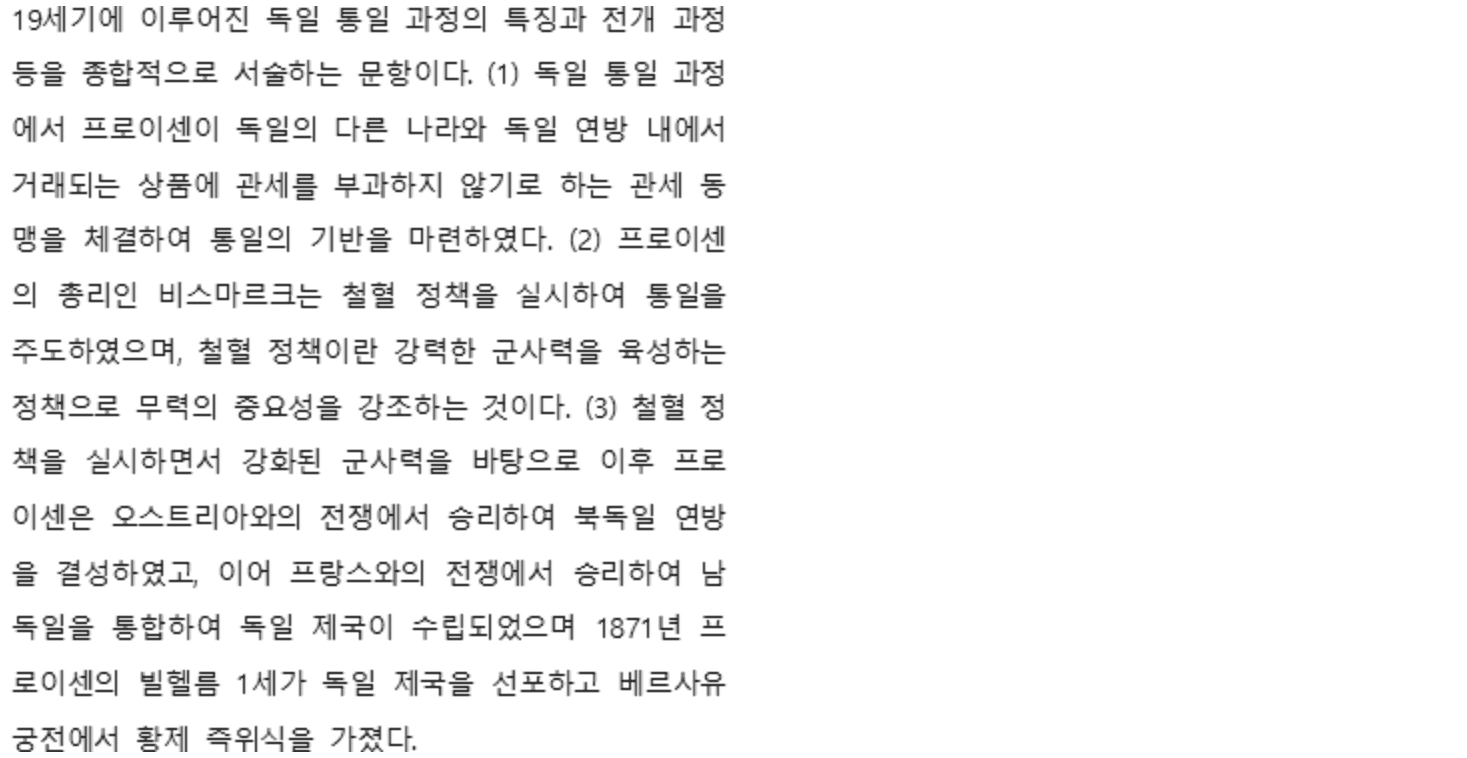 19세기에 이루어진 독일 통일 과정의 특징과 전개 과정
등을 종합적으로 서술하는 문항이다. (1) 독일 통일 과정
에서 프로이센이 독일의 다른 나라와 독일 연방 내에서
거래되는 상품에 관세를 부과하지 않기로 하는 관세 동
맹을 체결하여 통일의 기반을 마련하였다. (2) 프로이센
의 총리인 비스마르크는 철혈 정책을 실시하여 통일을
주도하였으며, 철혈 정책이란 강력한 군사력을 육성하는
정책으로 무력의 중요성을 강조하는 것이다. (3) 철혈 정
책을 실시하면서 강화된 군사력을 바탕으로 이후 프로
이센은 오스트리아와의 전쟁에서 승리하여 북독일 연방
을 결성하였고, 이어 프랑스와의 전쟁에서 승리하여 남
독일을 통합하여 독일 제국이 수립되었으며 1871년 프
로이센의 빌헬름 1세가 독일 제국을 선포하고 베르사유
궁전에서 황제 즉위식을 가졌다.